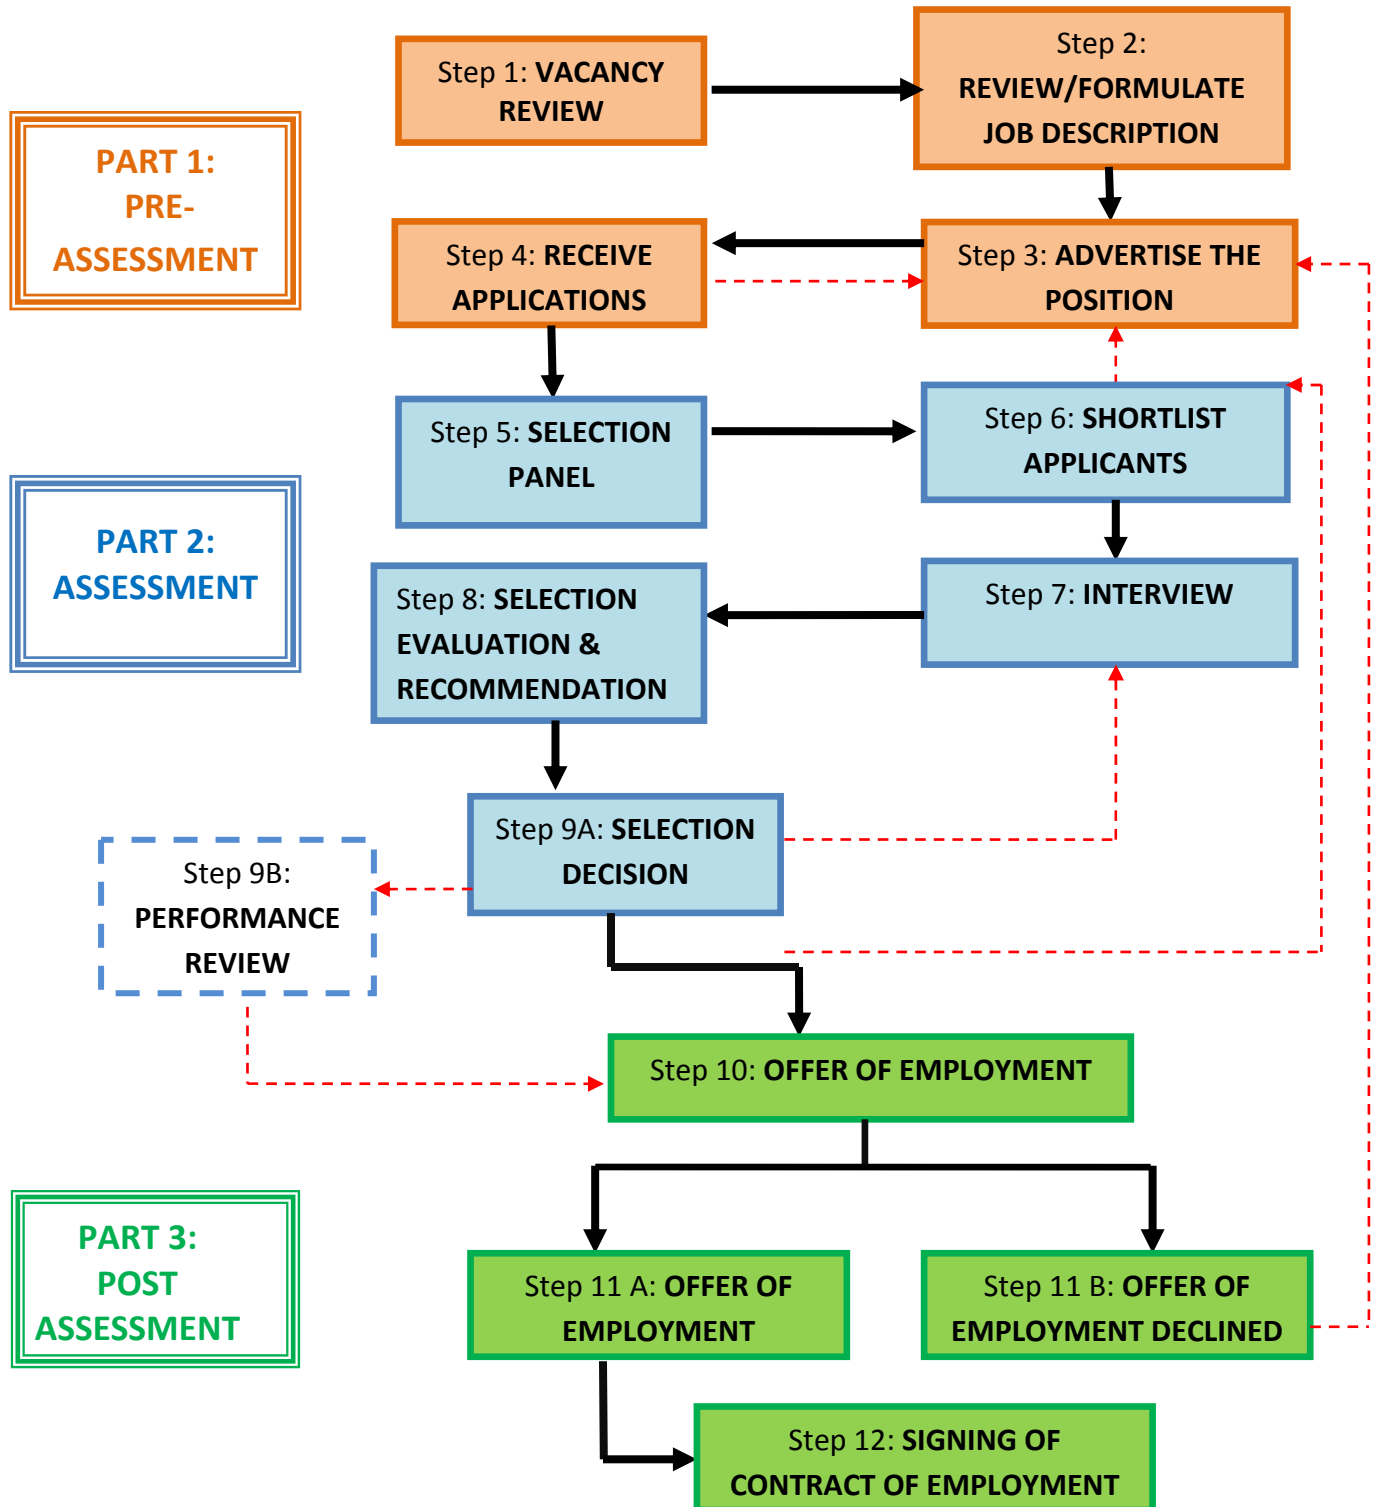 Step 1: VACANCY
REVIEW
Step 2:
REVIEW/FORMULATE
JOB DESCRIPTION
PART 1:
PRE-
ASSESSMENT
Step 4: RECEIVE
APPLICATIONS
Step 3: ADVERTISE THE
POSITION
Step 5: SELECTION
PANEL
Step 6: SHORTLIST
APPLICANTS
PART 2:
ASSESSMENT
Step 8: SELECTION
EVALUATION &
RECOMMENDATION
Step 7: INTERVIEW
Step 9A: SELECTION
DECISION
Step 9B:
PERFORMANCE
REVIEW
Step 10: OFFER OF EMPLOYMENT
PART 3:
POST
ASSESSMENT
Step 11 A: OFFER OF
EMPLOYMENT
Step 11 B: OFFER OF
EMPLOYMENT DECLINED
Step 12: SIGNING OF
CONTRACT OF EMPLOYMENT